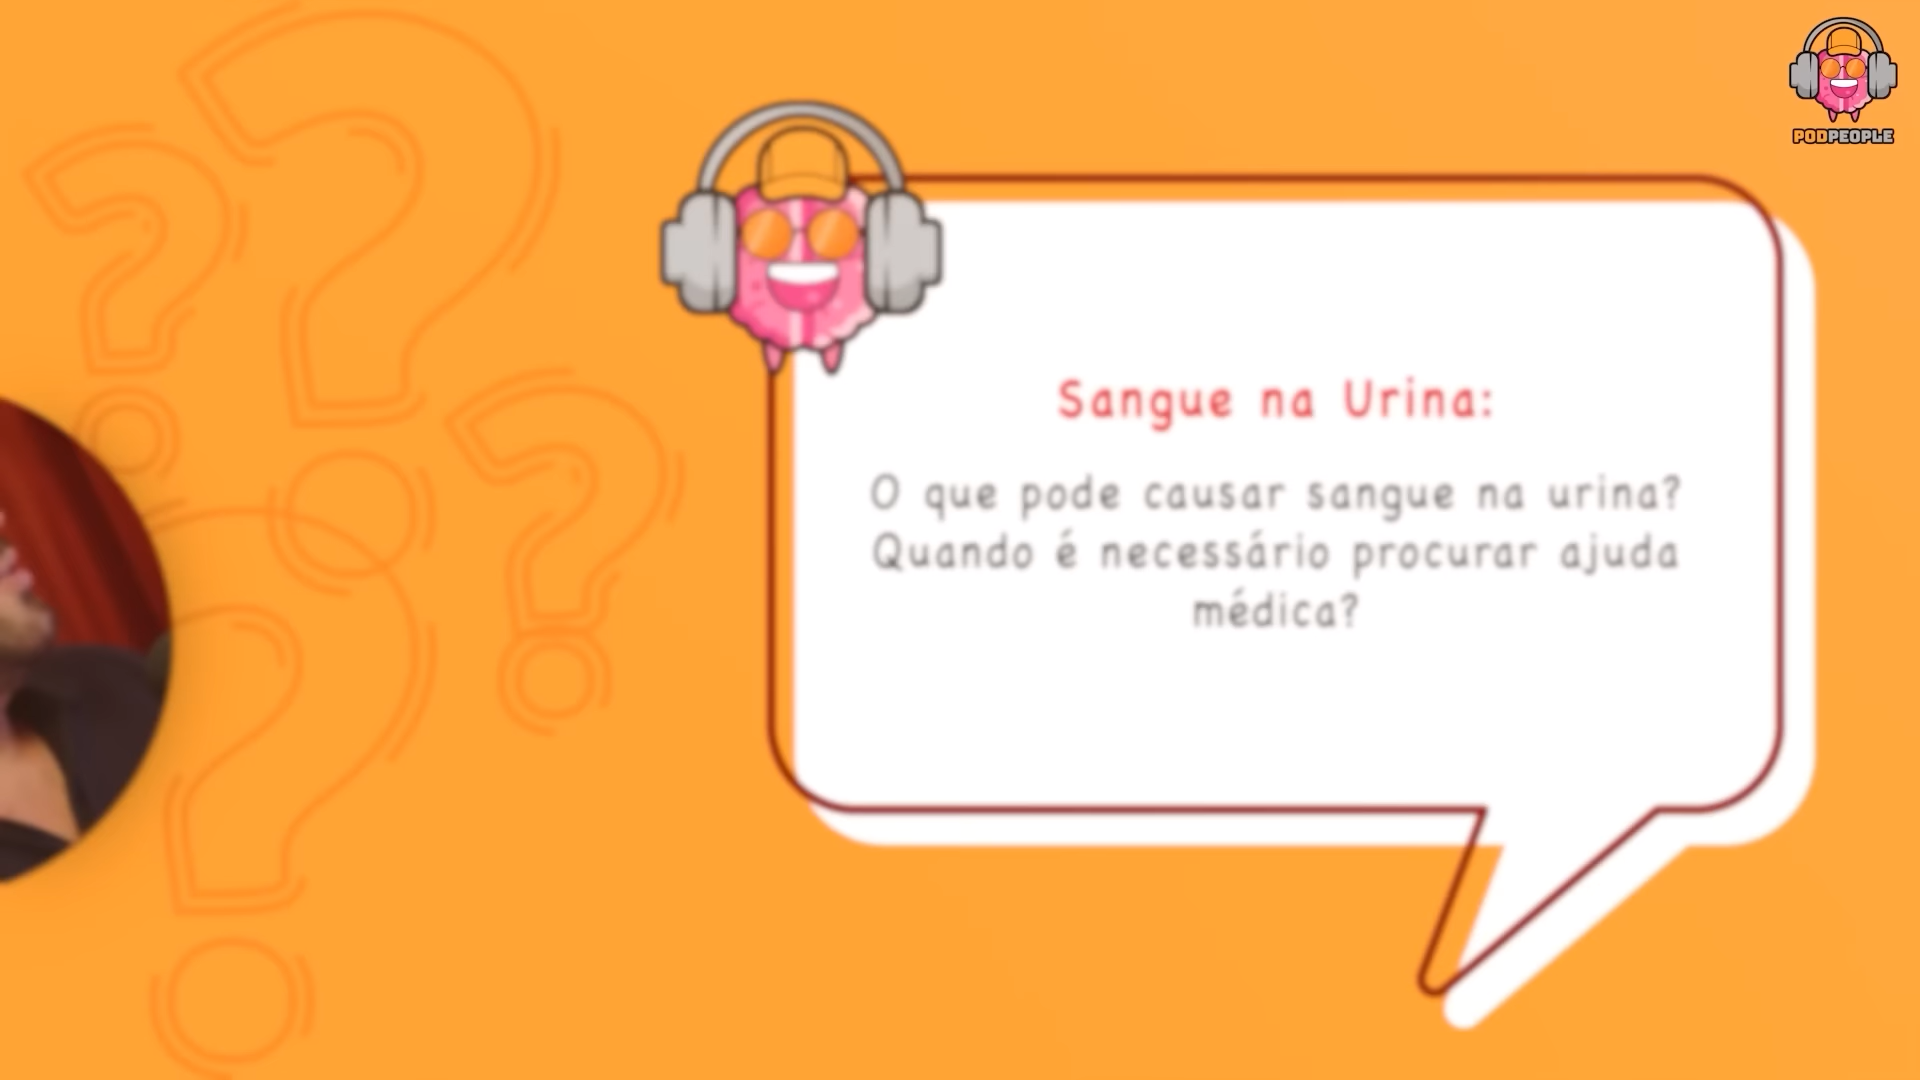 PODPEOPLE
Sangue na Urina:
O que pode causar sangue na urina?
Quando é necessário procurar ajuda
médica?